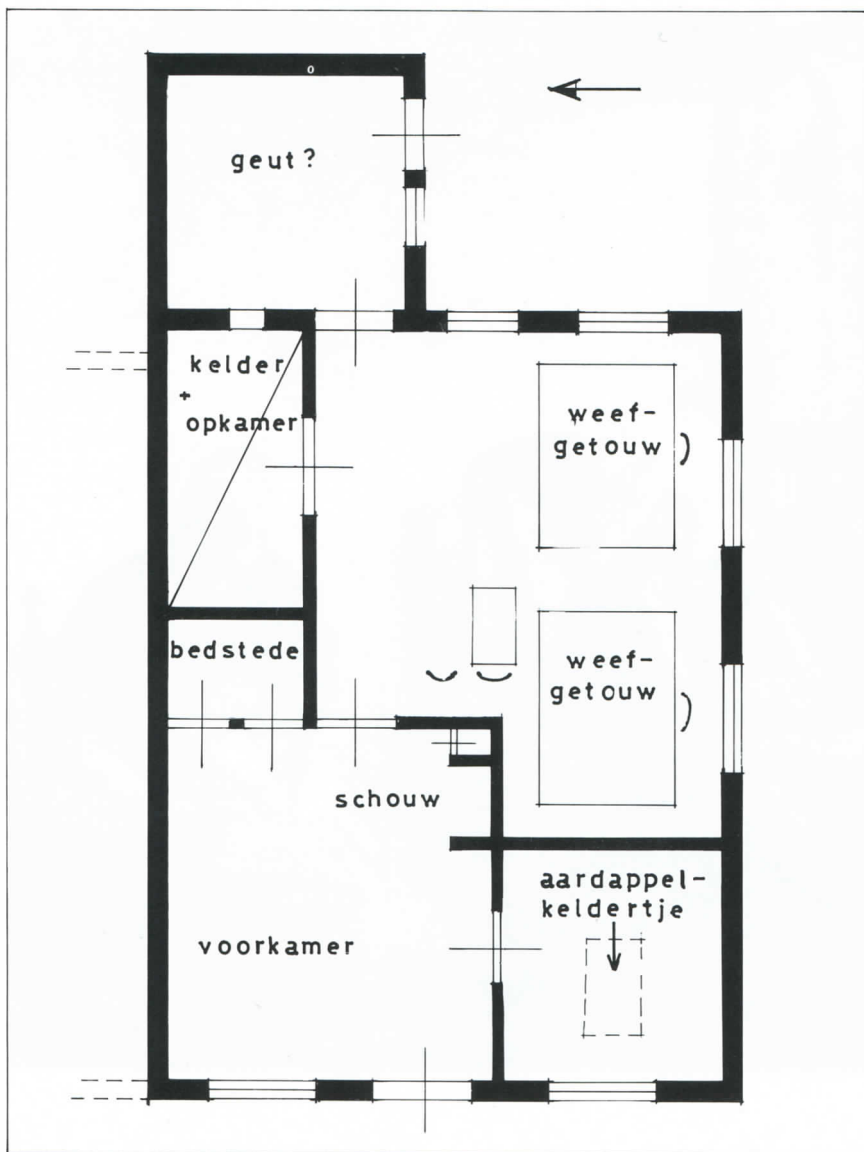 geut?
kelder
+
opkamer
weef-
getouw
bedstede
weef-
getouw
schouw
aardappel-
keldertje
voorkamer